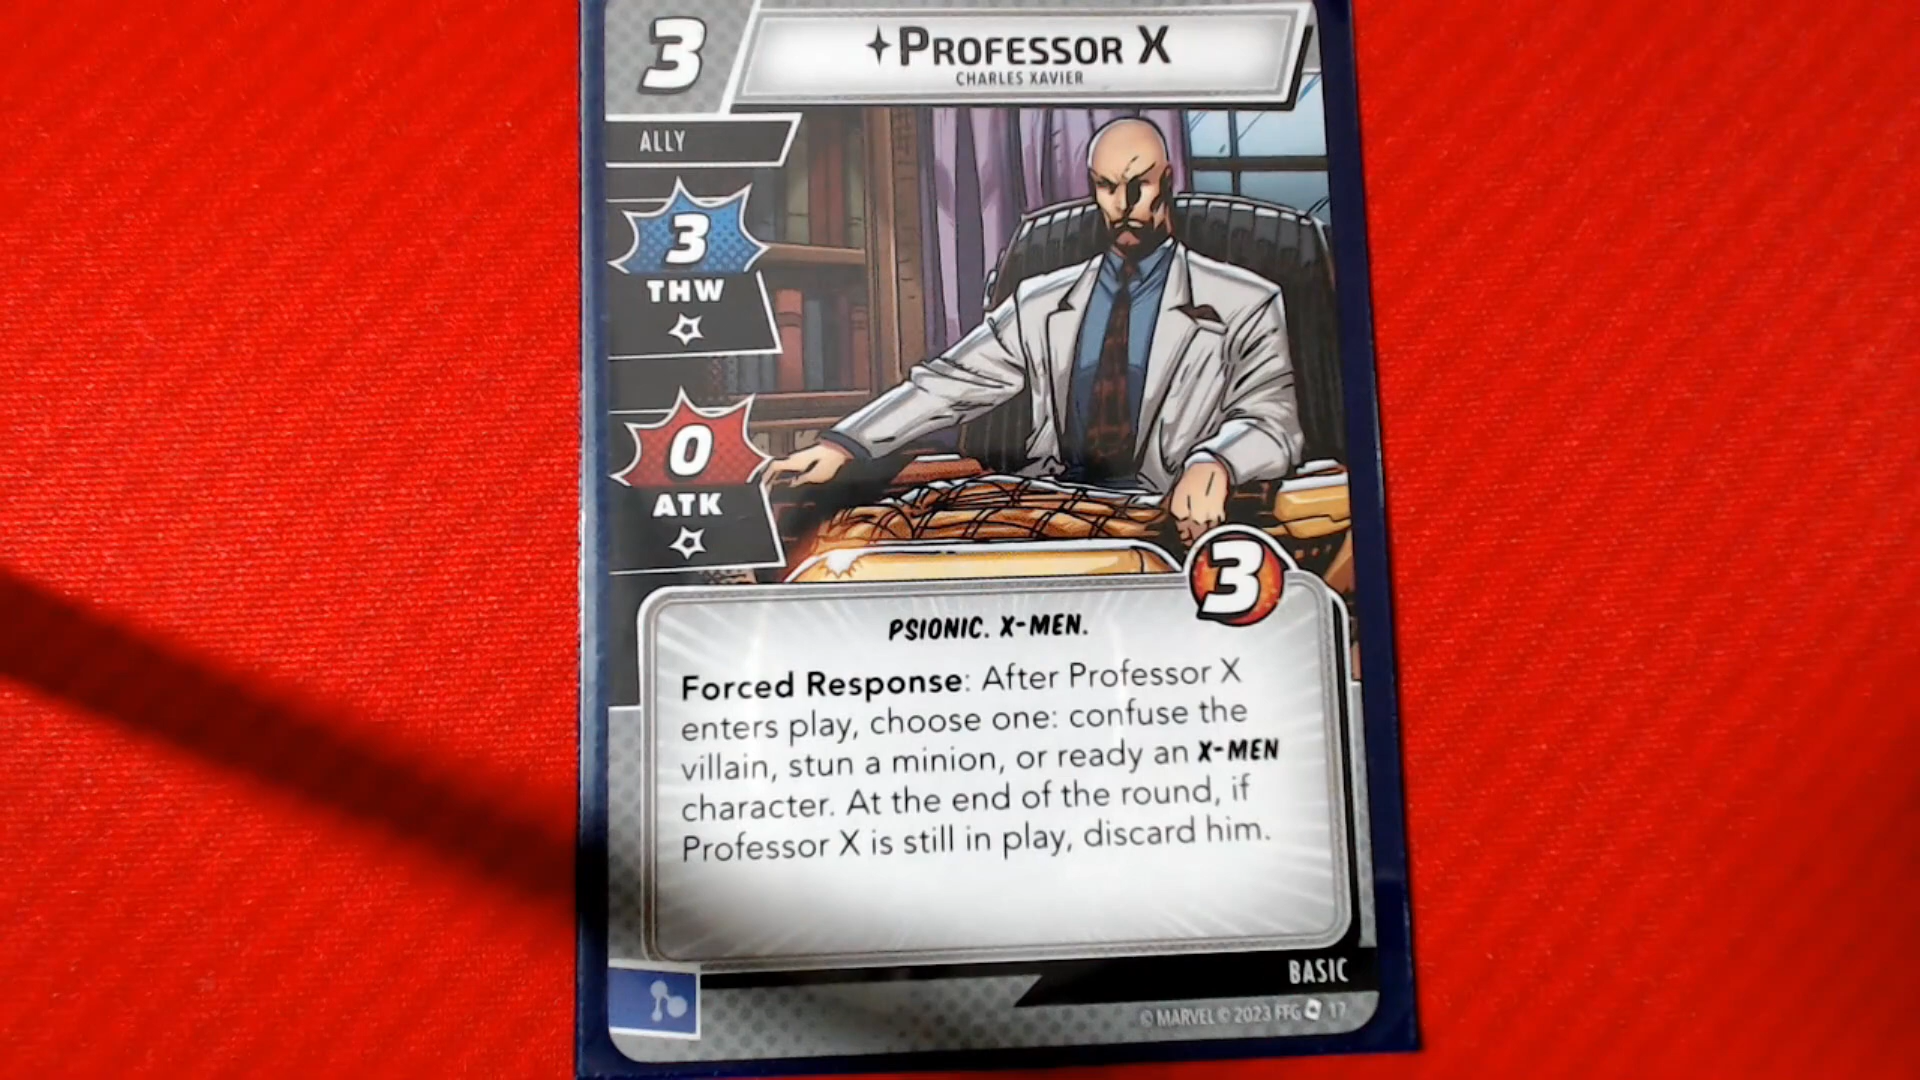 3
PROFESSOR X
CHARLES XAVIER
ALLY
3
THW
0
ATK
3
PSIONIC. X-MEN.
Forced Response: After Professor X
enters play, choose one: confuse the
villain, stun a minion, or ready an X-MEN
character. At the end of the round, if
Professor X is still in play, discard him.
BASIC
© MARVEL © 2023 FFG 17